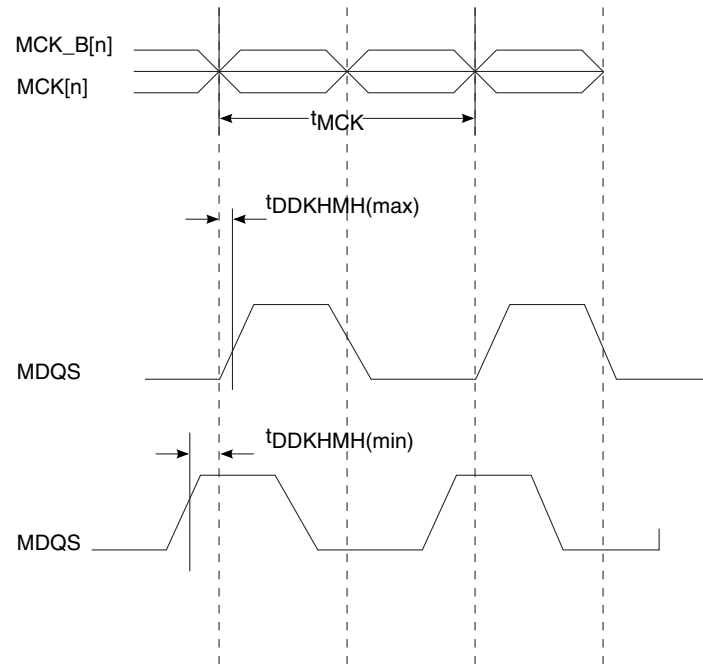 MCK_B[n]
MCK[n]
tMCK
tDDKHMH(max)
MDQS
tDDKHMH(min)
MDQS